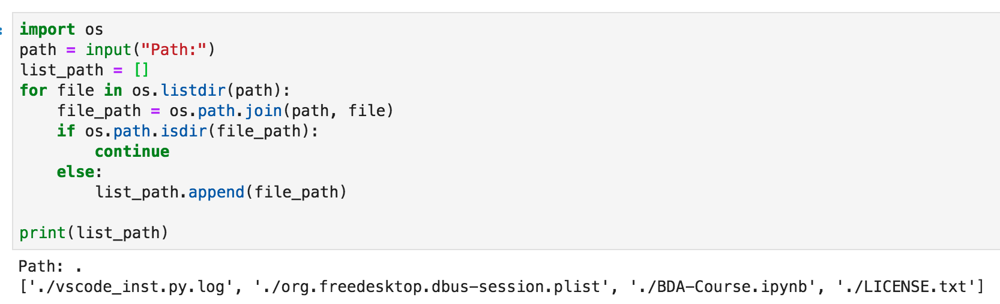 :
import os
path = input("Path:")
list_path = []
for file in os.listdir(path):
    file_path = os.path.join(path, file)
    if os.path.isdir(file_path):
        continue
    else:
        list_path.append(file_path)

print(list_path)
Path: .
['./vscode_inst.py.log', './org.freedesktop.dbus-session.plist', './BDA-Course.ipynb', './LICENSE.txt']